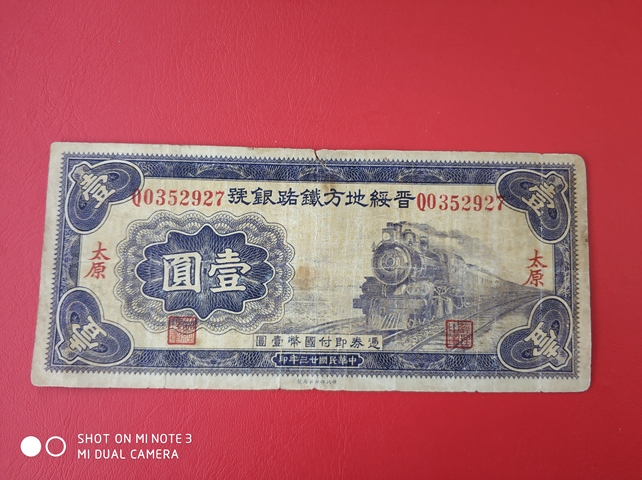 晋綏地方鐵路銀號
Q0352927
Q0352927
壹
壹
太原
太原
壹圓
憑券即付國幣壹圓
中華民國廿三年印
壹
壹
SHOT ON MI NOTE 3
MI DUAL CAMERA